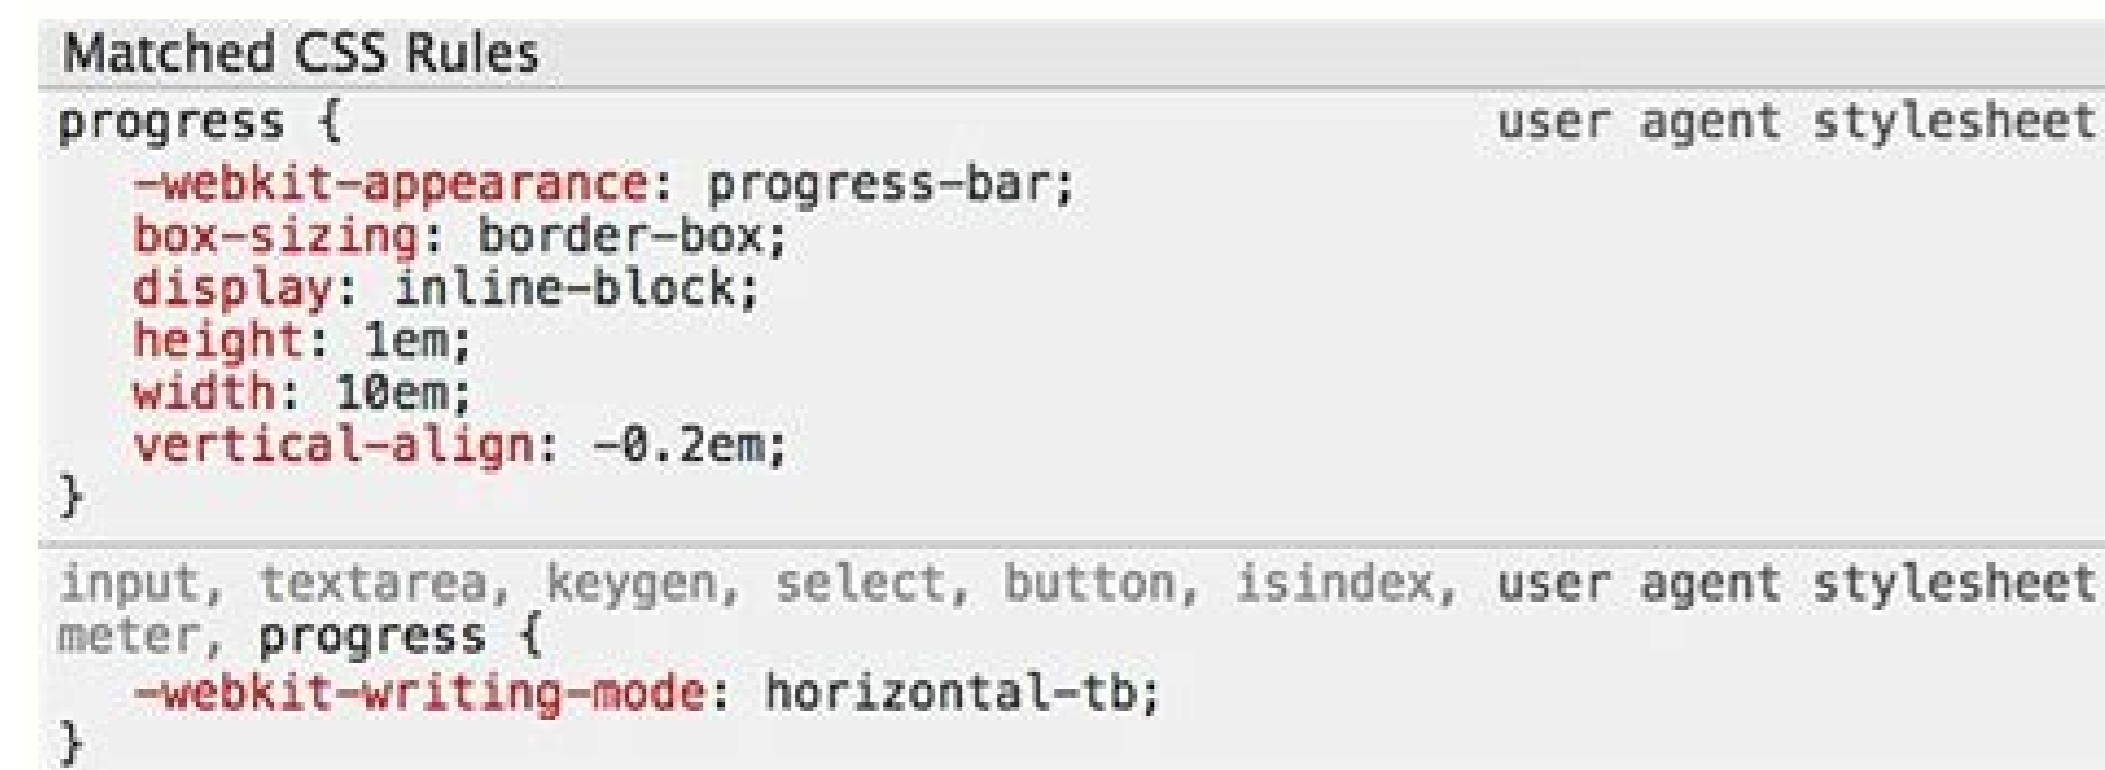 Matched CSS Rules
progress { user agent stylesheet
-webkit-appearance: progress-bar;
box-sizing: border-box;
display: inline-block;
height: 1em;
width: 10em;
vertical-align: -0.2em;
}
input, textarea, keygen, select, button, isindex, user agent stylesheet
meter, progress {
-webkit-writing-mode: horizontal-tb;
}